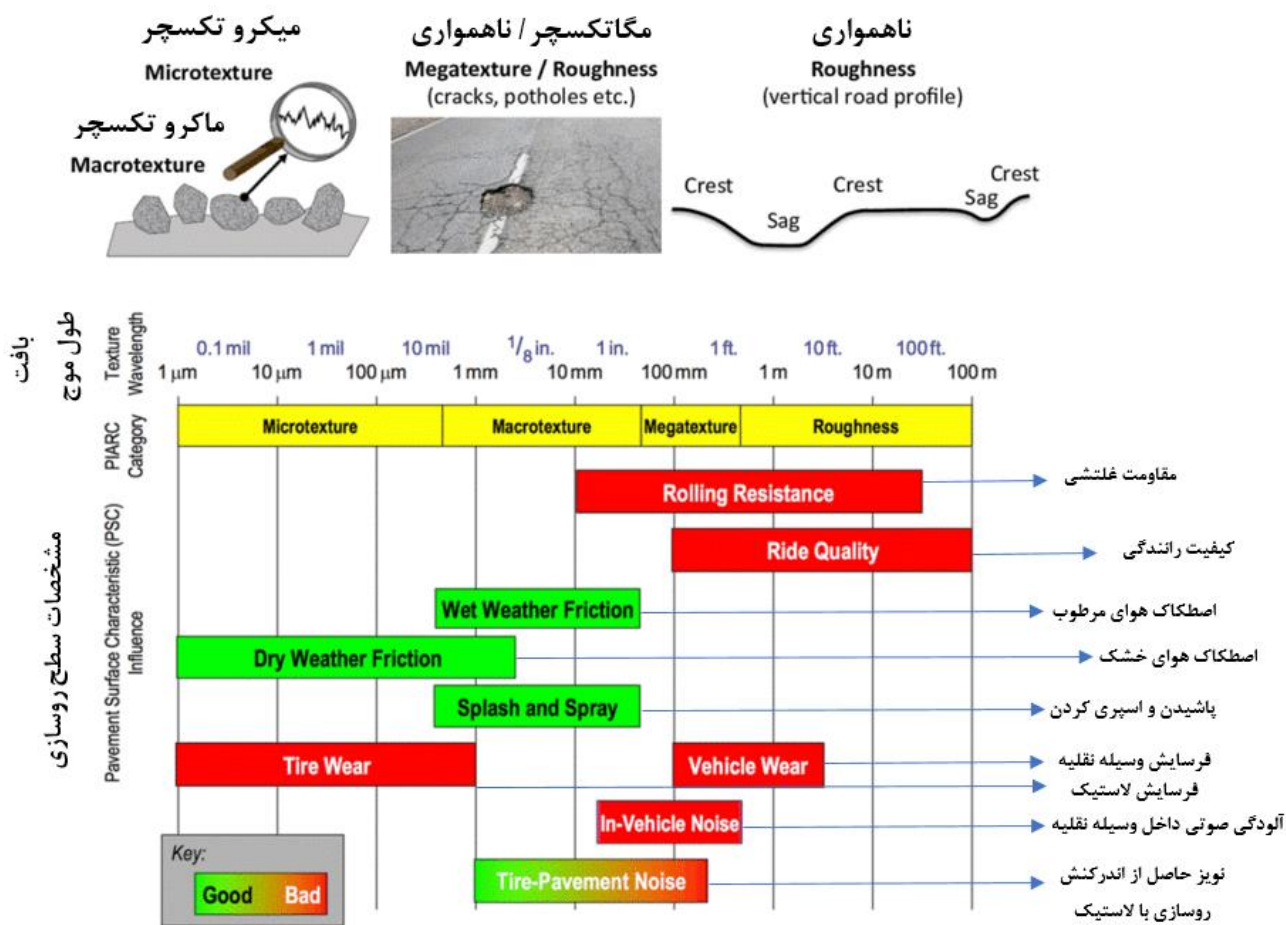 میکرو تکسچر
Microtexture
ماکرو تکسچر
Macrotexture
مگاتکسچر / ناهمواری
Megatexture / Roughness
(cracks, potholes etc.)
ناهمواری
Roughness
(vertical road profile)
Crest
Sag
Crest
Sag
Crest
طول موج
بافت
Texture
Wavelength
0.1 mil 1 mil 10 mil 1/8 in. 1 in. 1 ft. 10 ft. 100 ft.
1 μm 10 μm 100 μm 1 mm 10 mm 100 mm 1 m 10 m 100 m
PIARC
Category
Microtexture Macrotexture Megatexture Roughness
مشخصات سطح روسازی
Pavement Surface Characteristic (PSC)
Influence
Rolling Resistance
مقاومت غلتشی
Ride Quality
کیفیت رانندگی
Wet Weather Friction
اصطکاک هوای مرطوب
Dry Weather Friction
اصطکاک هوای خشک
Splash and Spray
پاشیدن و اسپری کردن
Tire Wear
Vehicle Wear
فرسایش وسیله نقلیه
فرسایش لاستیک
In-Vehicle Noise
آلودگی صوتی داخل وسیله نقلیه
Tire-Pavement Noise
نویز حاصل از اندرکنش
روسازی با لاستیک
Key:
Good Bad